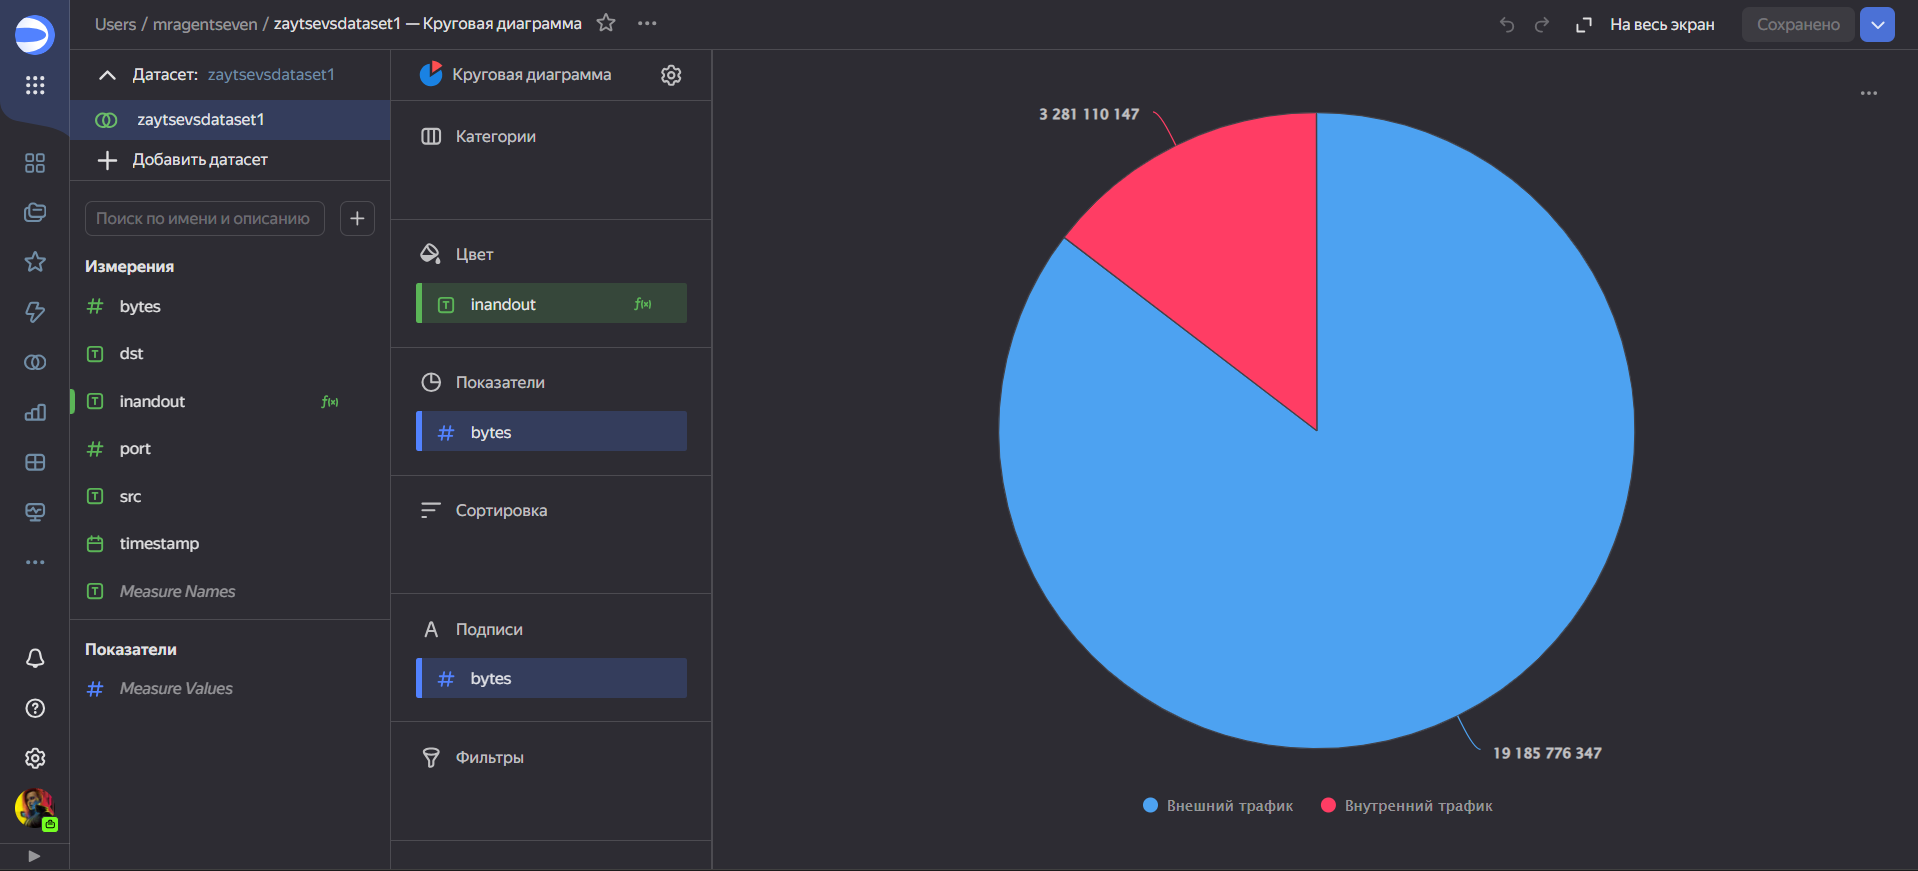 Users / mragentseven / zaytsevsdataset1 — Круговая диаграмма
На весь экран
Сохранено
Датасет: zaytsevsdataset1
zaytsevsdataset1
Добавить датасет
Поиск по имени и описанию
Измерения
bytes
dst
inandout
port
src
timestamp
Measure Names
Показатели
Measure Values
Круговая диаграмма
Категории
Цвет
inandout
Показатели
bytes
Сортировка
Подписи
bytes
Фильтры
3 281 110 147
19 185 776 347
Внешний трафик
Внутренний трафик